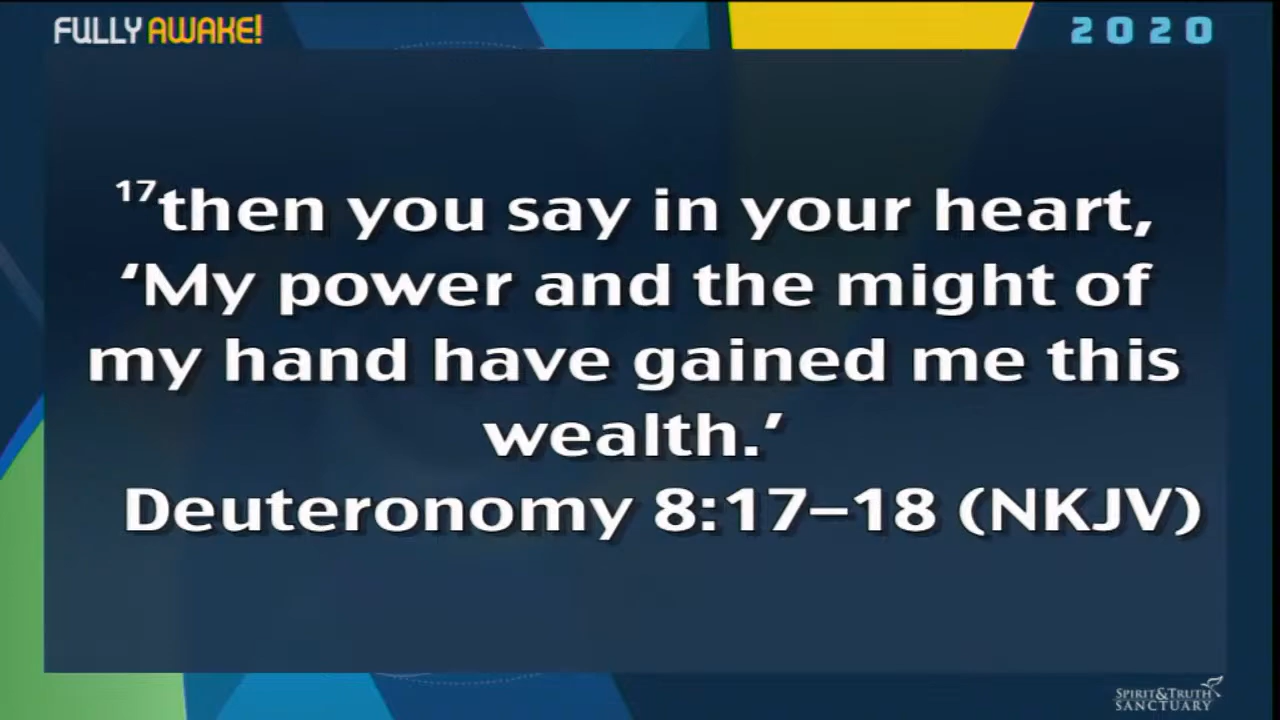 FULLY AWAKE!
2020
17then you say in your heart,
‘My power and the might of
my hand have gained me this
wealth.’
Deuteronomy 8:17–18 (NKJV)
SPIRIT&TRUTH
SANCTUARY